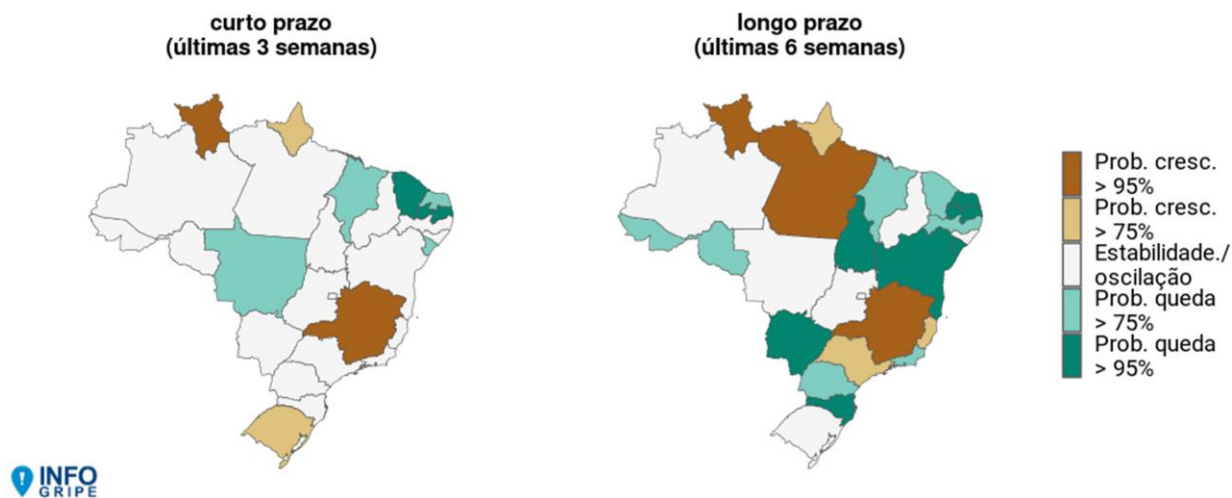 curto prazo
(últimas 3 semanas)
longo prazo
(últimas 6 semanas)
Prob. cresc.
> 95%
Prob. cresc.
> 75%
Estabilidade./
oscilação
Prob. queda
> 75%
Prob. queda
> 95%
INFO
GRIPE